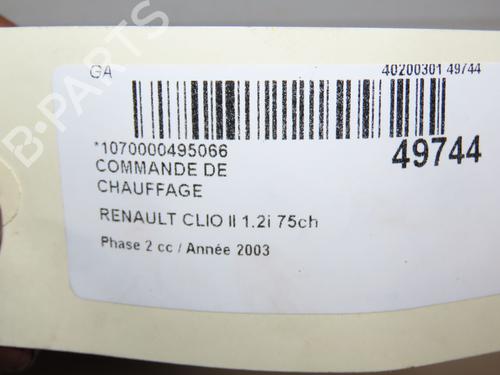 GA
40200301 49744
*1070000495066
49744
COMMANDE DE
CHAUFFAGE
RENAULT CLIO II 1.2i 75ch
Phase 2 cc / Année 2003
B-PARTS